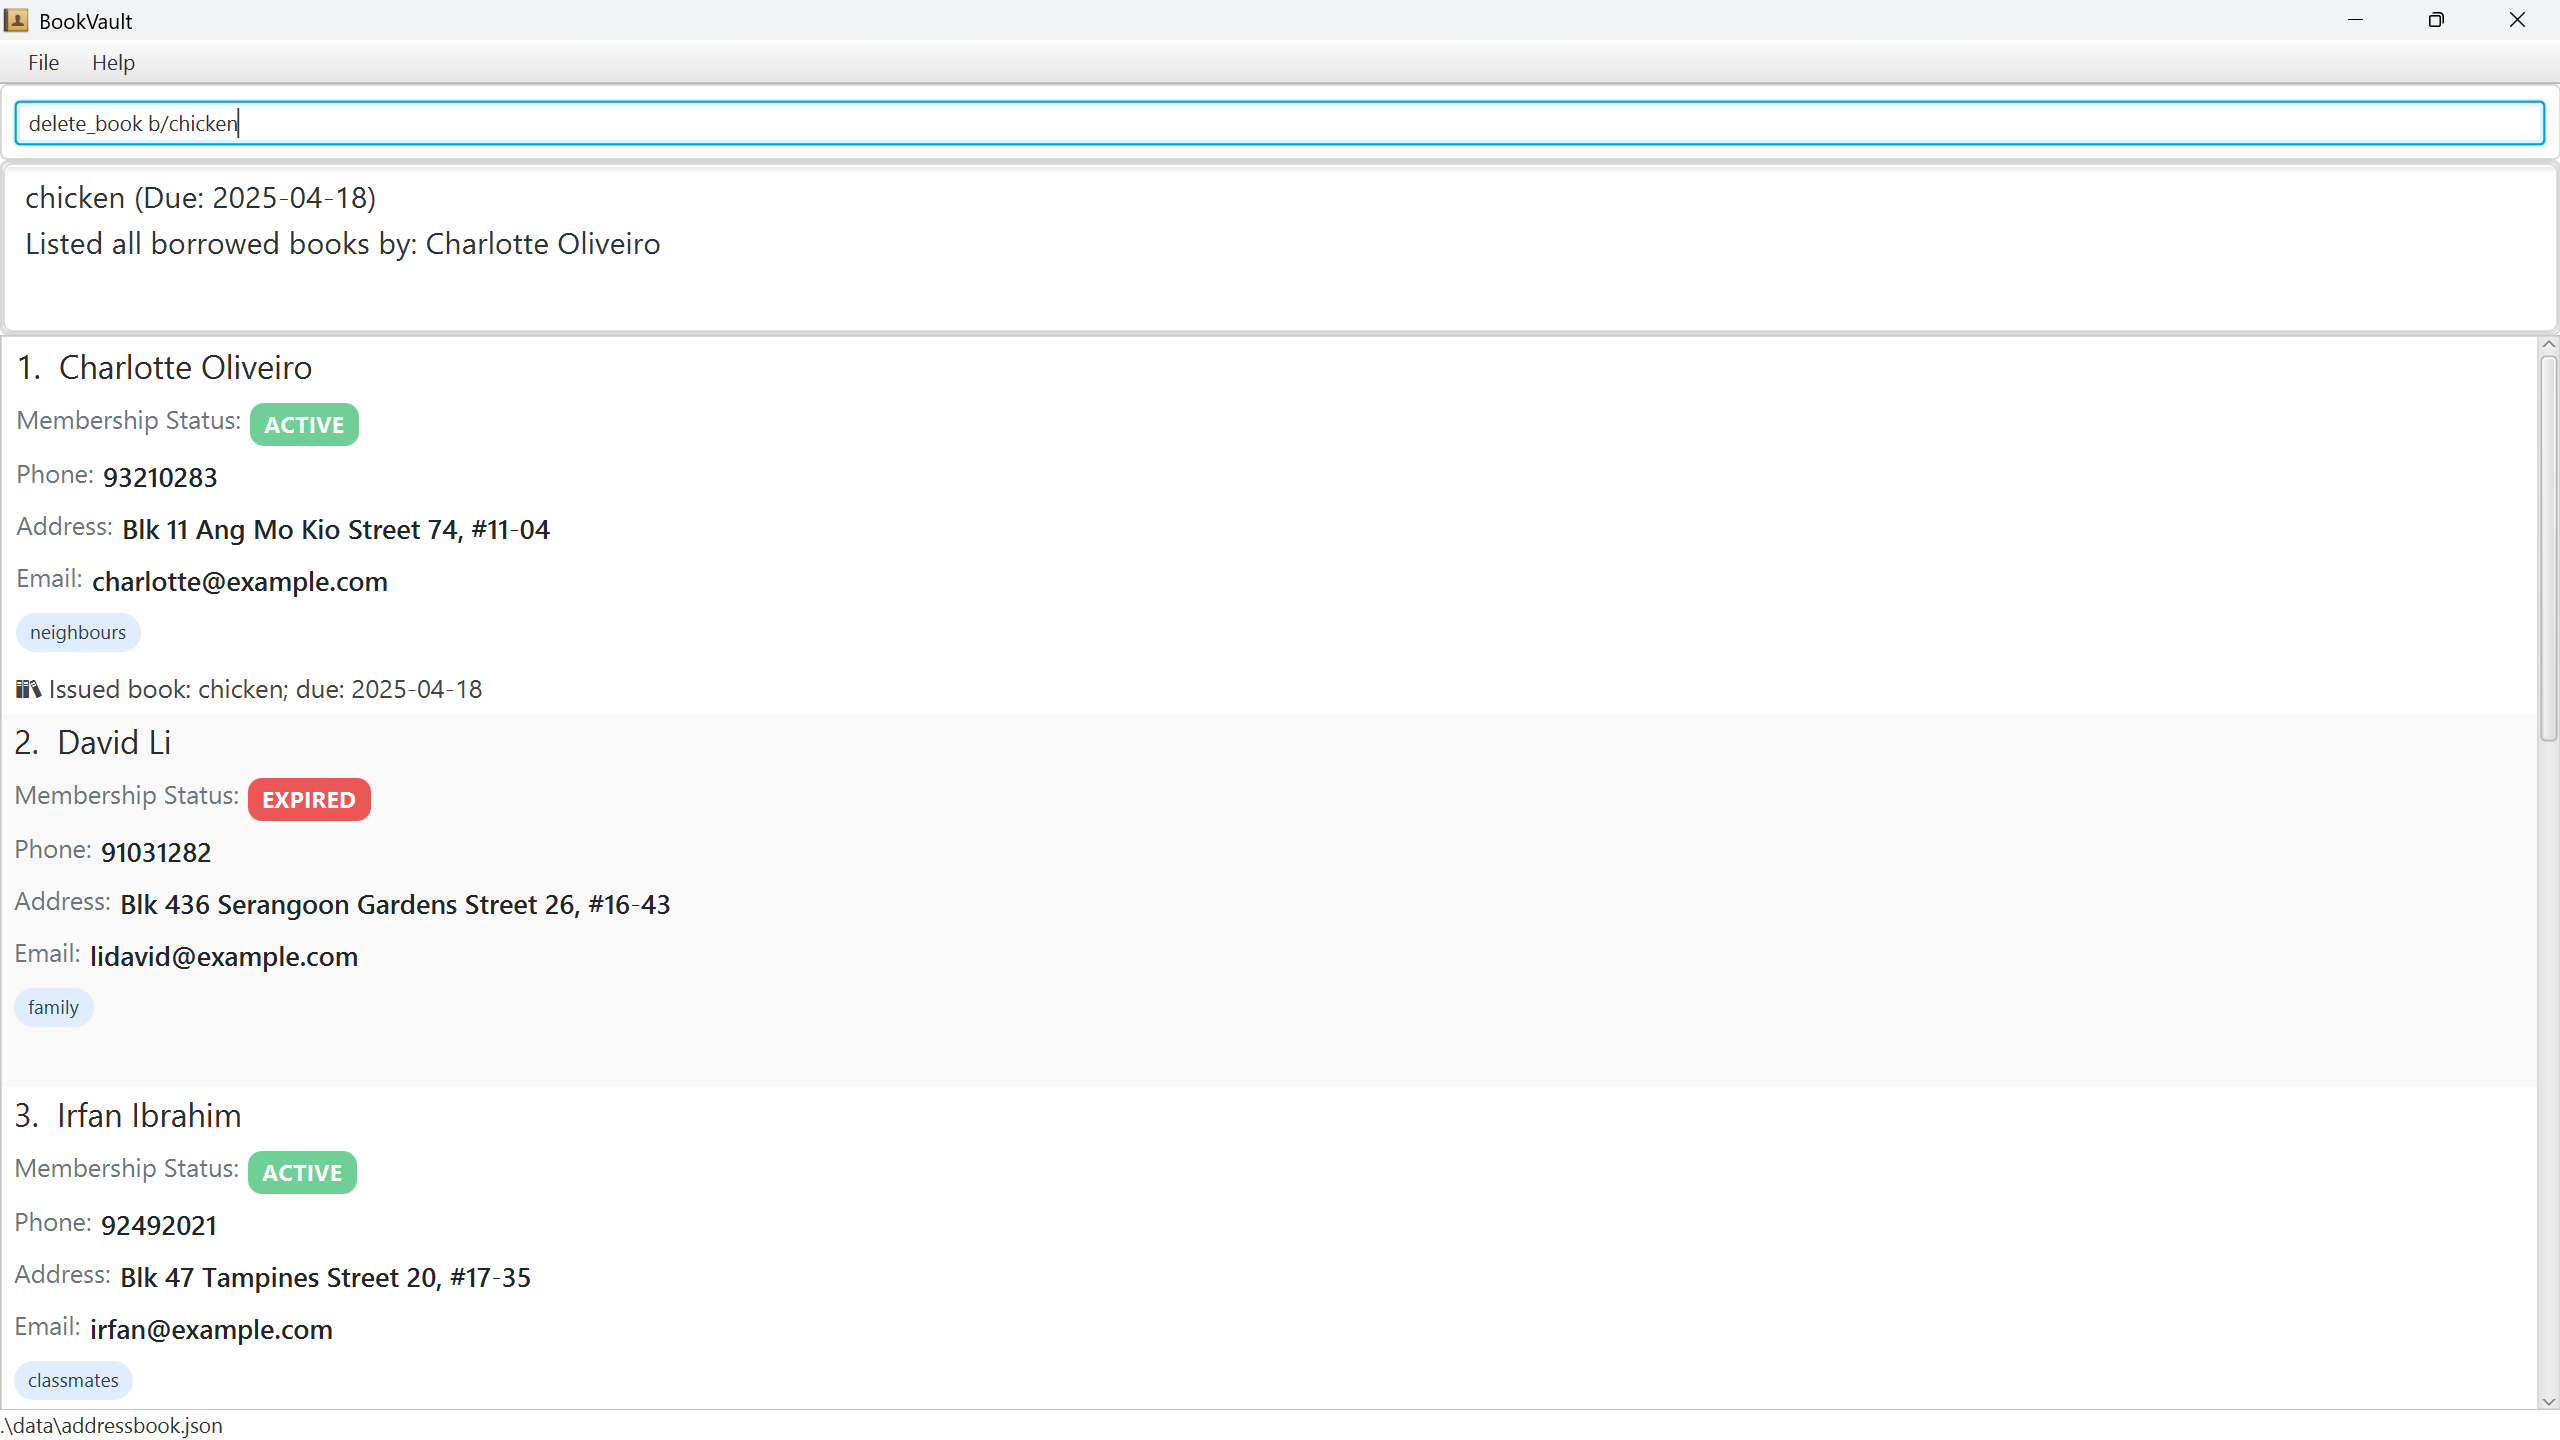 BookVault
File Help
delete_book b/chicken
chicken (Due: 2025-04-18)
Listed all borrowed books by: Charlotte Oliveiro
1. Charlotte Oliveiro
Membership Status: ACTIVE
Phone: 93210283
Address: Blk 11 Ang Mo Kio Street 74, #11-04
Email: charlotte@example.com
neighbours
Issued book: chicken; due: 2025-04-18
2. David Li
Membership Status: EXPIRED
Phone: 91031282
Address: Blk 436 Serangoon Gardens Street 26, #16-43
Email: lidavid@example.com
family
3. Irfan Ibrahim
Membership Status: ACTIVE
Phone: 92492021
Address: Blk 47 Tampines Street 20, #17-35
Email: irfan@example.com
classmates
.\data\addressbook.json